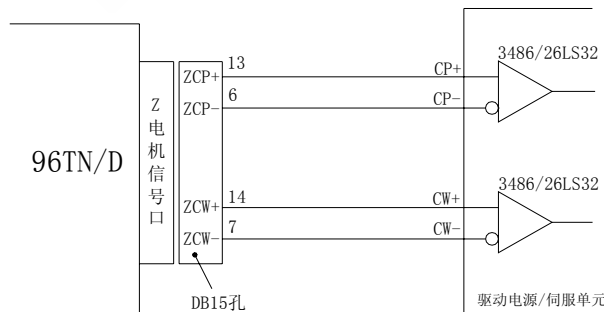 96TN/D
Z电机信号口
ZCP+
ZCP-
ZCW+
ZCW-
13
6
14
7
DB15孔
CP+
CP-
CW+
CW-
3486/26LS32
3486/26LS32
驱动电源/伺服单元